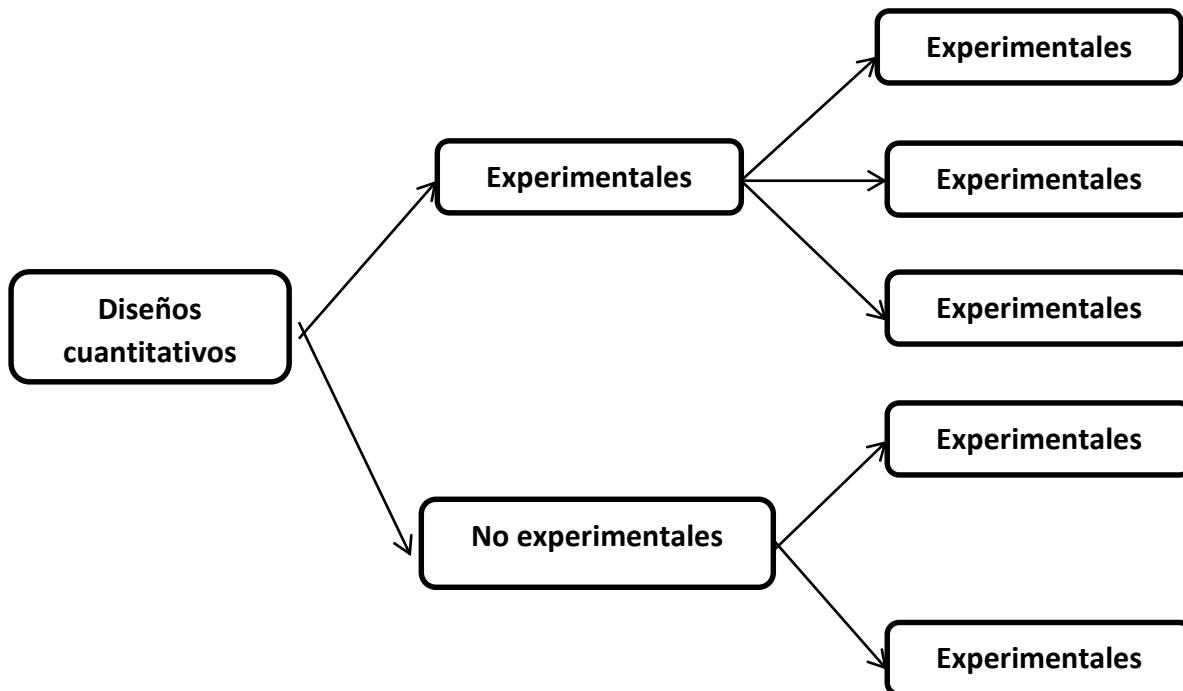 Experimentales
Experimentales
Experimentales
Experimentales
Diseños
cuantitativos
Experimentales
No experimentales
Experimentales